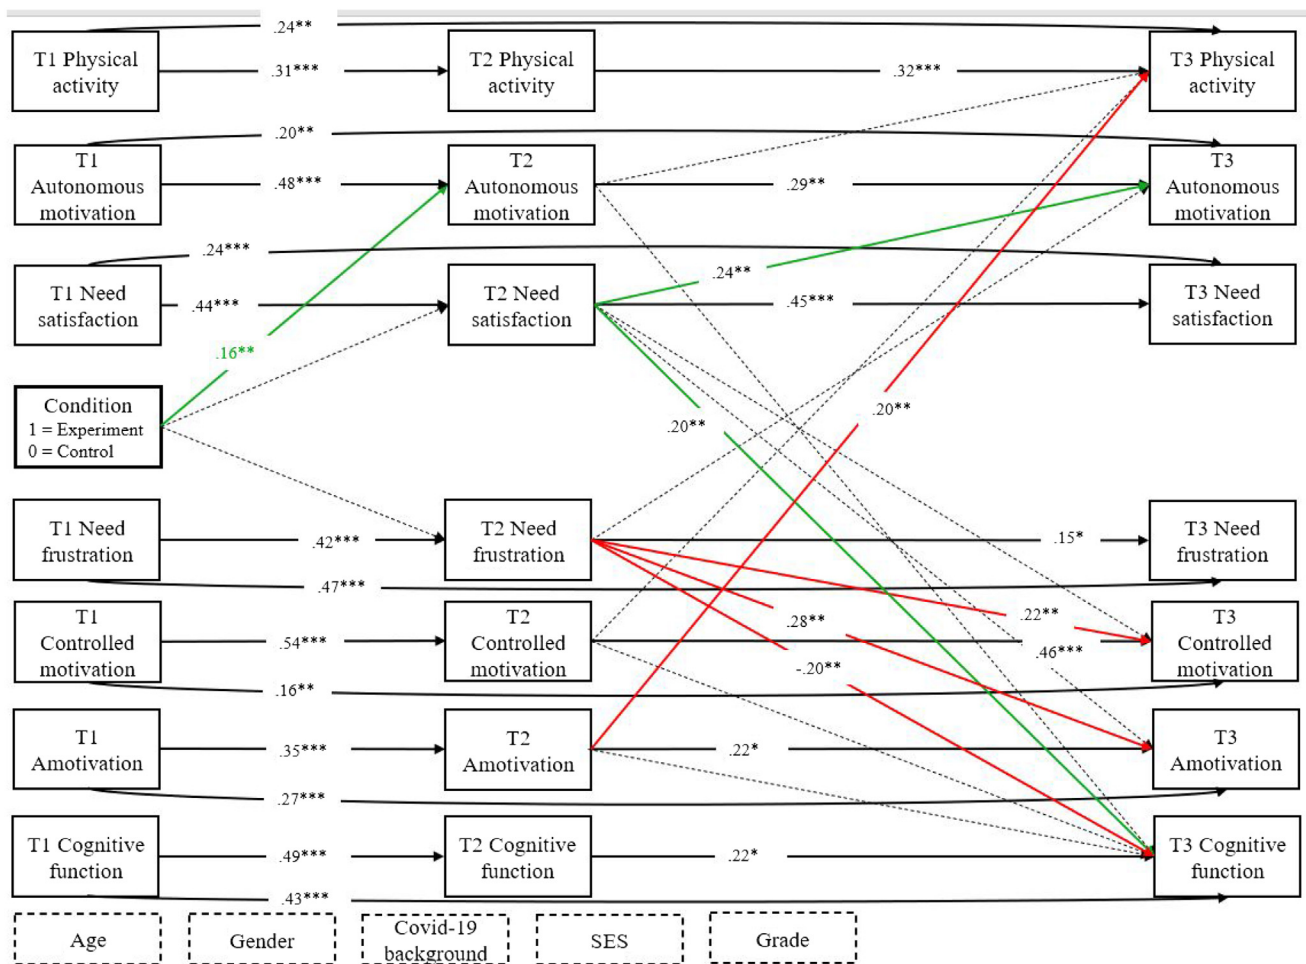 .24**
T1 Physical
activity
.31***
T2 Physical
activity
.32***
T3 Physical
activity
.20**
T1
Autonomous
motivation
.48***
T2
Autonomous
motivation
.29**
T3
Autonomous
motivation
.24***
T1 Need
satisfaction
.44***
T2 Need
satisfaction
.24**
.45***
T3 Need
satisfaction
.16**
Condition
1 = Experiment
0 = Control
.20**
.20**
T1 Need
frustration
.42***
T2 Need
frustration
.15*
T3 Need
frustration
.47***
T1
Controlled
motivation
.54***
T2
Controlled
motivation
.28**
-.20**
.22**
.46***
T3
Controlled
motivation
.16**
T1
Amotivation
.35***
T2
Amotivation
.22*
T3
Amotivation
.27***
T1 Cognitive
function
.49***
T2 Cognitive
function
.22*
T3 Cognitive
function
.43***
Age
Gender
Covid-19
background
SES
Grade